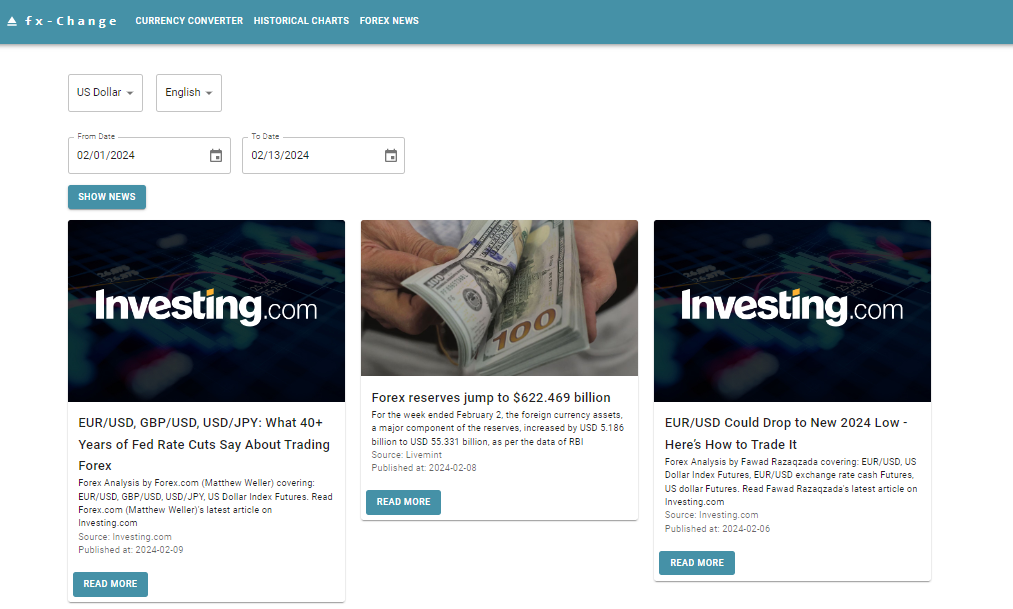 fx-Change CURRENCY CONVERTER HISTORICAL CHARTS FOREX NEWS
US Dollar English
From Date To Date
02/01/2024 02/13/2024
SHOW NEWS
Investing.com
EUR/USD, GBP/USD, USD/JPY: What 40+
Years of Fed Rate Cuts Say About Trading
Forex
Forex Analysis by Forex.com (Matthew Weller) covering:
EUR/USD, GBP/USD, USD/JPY, US Dollar Index Futures. Read
Forex.com (Matthew Weller)'s latest article on
Investing.com
Source: Investing.com
Published at: 2024-02-09
READ MORE
100
Forex reserves jump to $622.469 billion
For the week ended February 2, the foreign currency assets,
a major component of the reserves, increased by USD 5.186
billion to USD 55.331 billion, as per the data of RBI
Source: Livemint
Published at: 2024-02-08
READ MORE
Investing.com
EUR/USD Could Drop to New 2024 Low -
Here's How to Trade It
Forex Analysis by Fawad Razaqzada covering: EUR/USD, US
Dollar Index Futures, EUR/USD exchange rate cash Futures,
US dollar Futures. Read Fawad Razaqzada's latest article on
Investing.com
Source: Investing.com
Published at: 2024-02-06
READ MORE